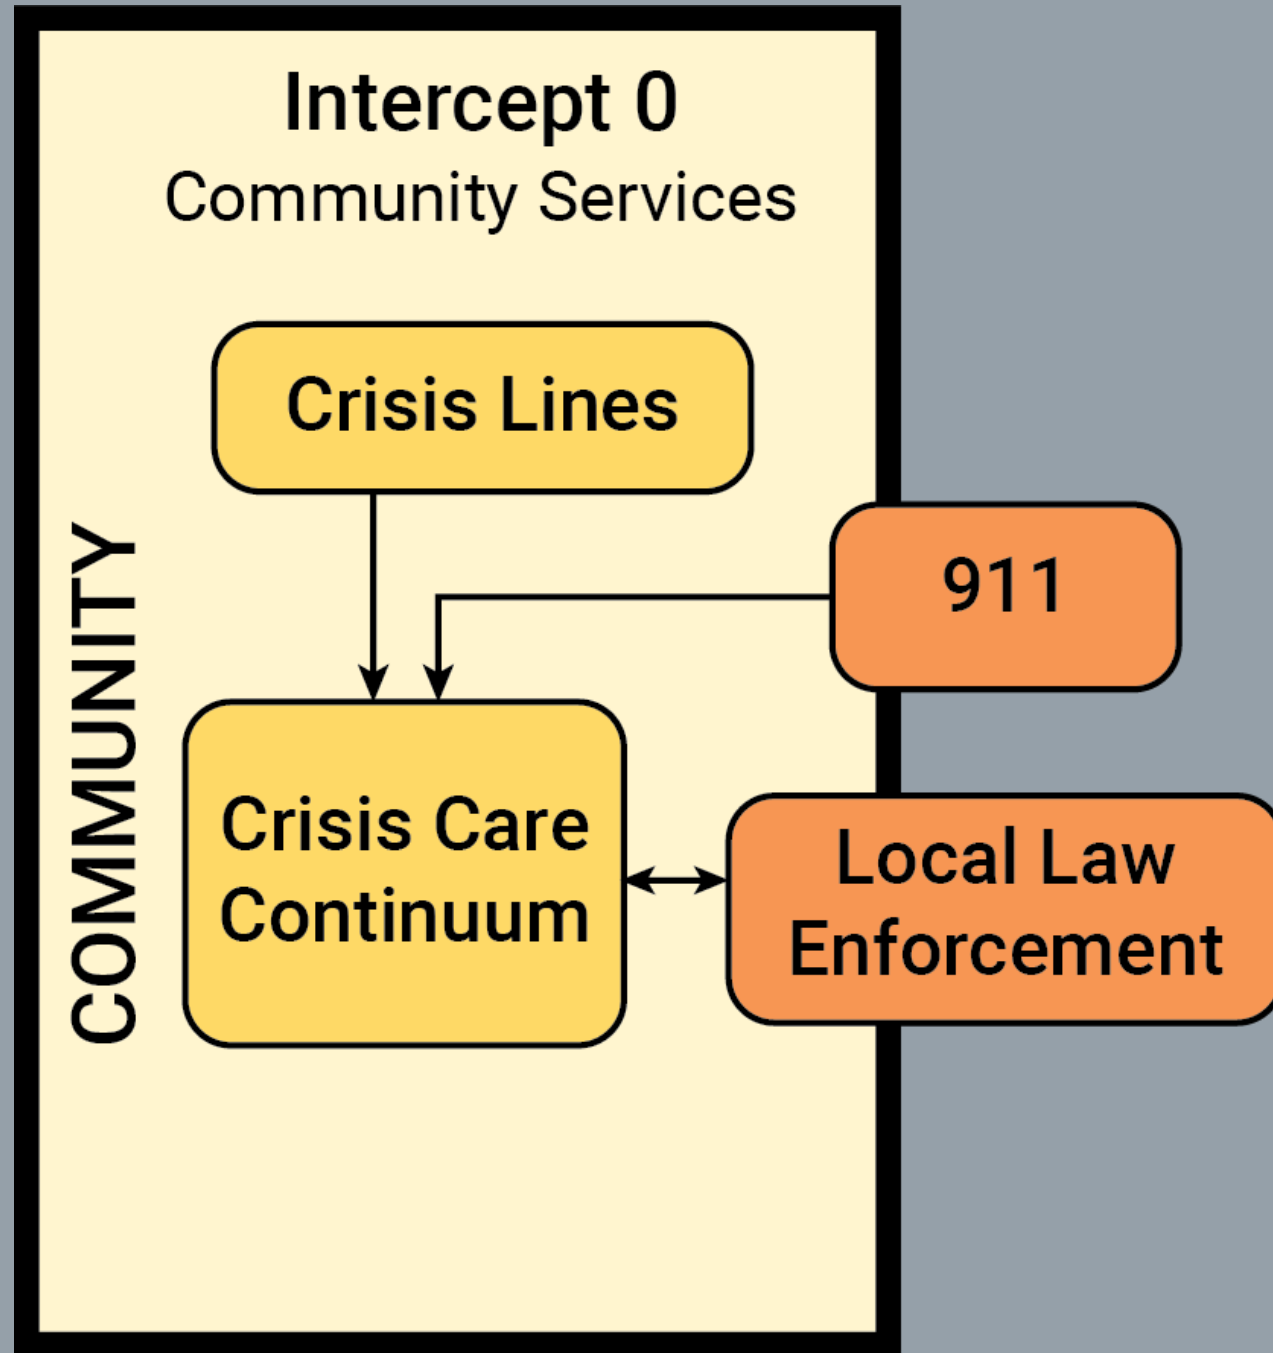 Intercept 0
Community Services
Crisis Lines
911
COMMUNITY
Crisis Care
Continuum
Local Law
Enforcement